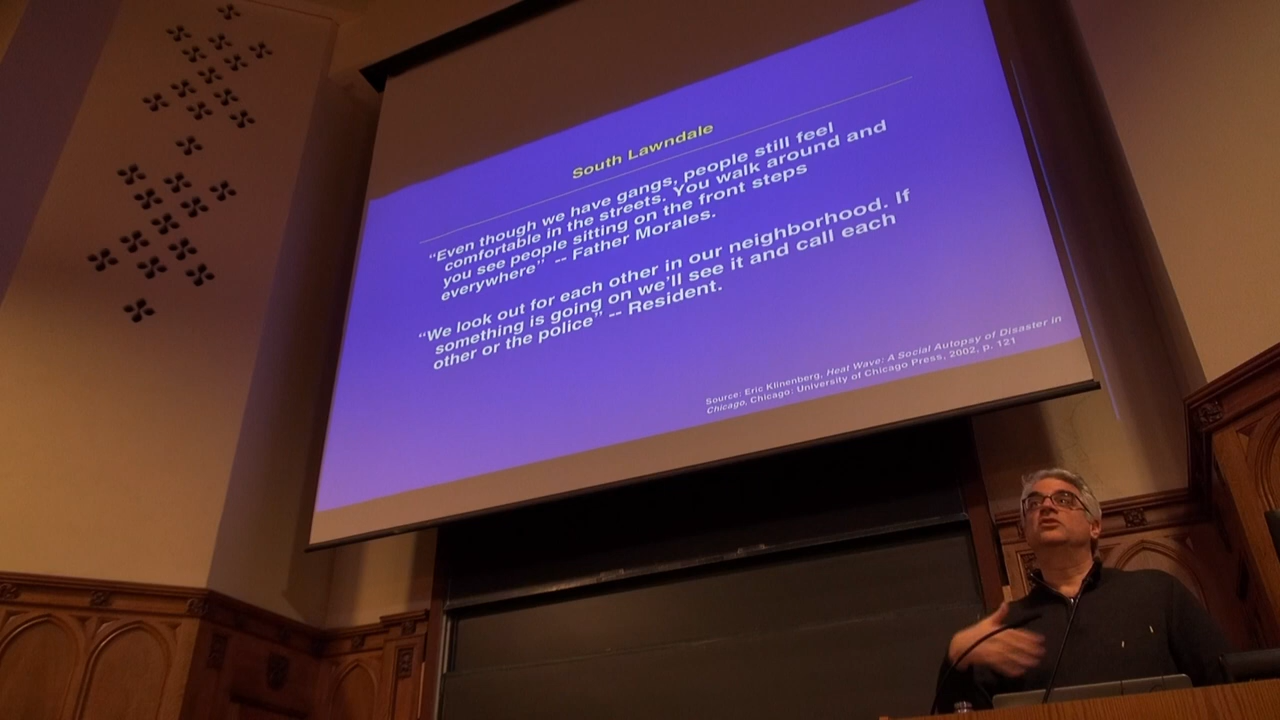 South Lawndale
“Even though we have gangs, people still feel
comfortable in the streets. You walk around and
you see people sitting on the front steps
everywhere” -- Father Morales.
“We look out for each other in our neighborhood. If
something is going on we’ll see it and call each
other or the police” -- Resident.
Source: Eric Klinenberg, Heat Wave: A Social Autopsy of Disaster in
Chicago, Chicago: University of Chicago Press, 2002, p. 121